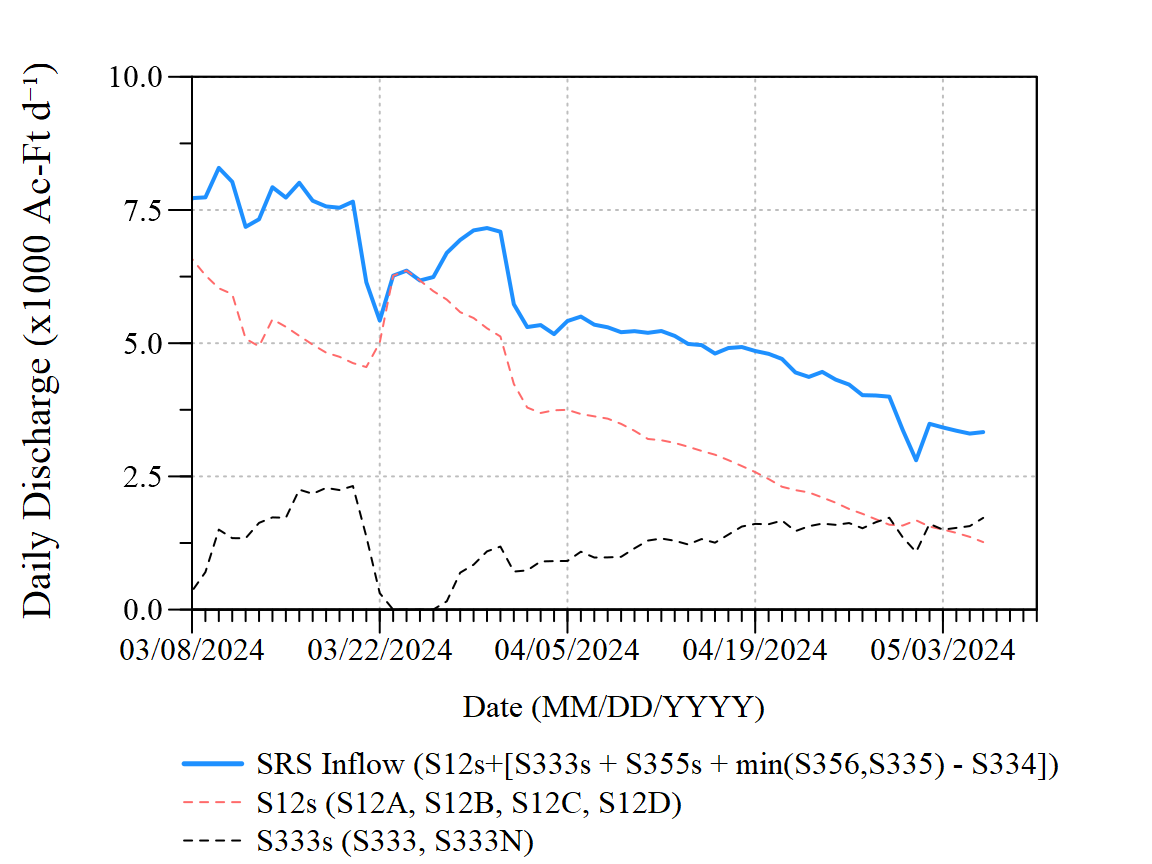 Daily Discharge (x1000 Ac-Ft d⁻¹)
10.0
7.5
5.0
2.5
0.0
03/08/2024 03/22/2024 04/05/2024 04/19/2024 05/03/2024
Date (MM/DD/YYYY)
SRS Inflow (S12s+[S333s + S355s + min(S356,S335) - S334])
S12s (S12A, S12B, S12C, S12D)
S333s (S333, S333N)